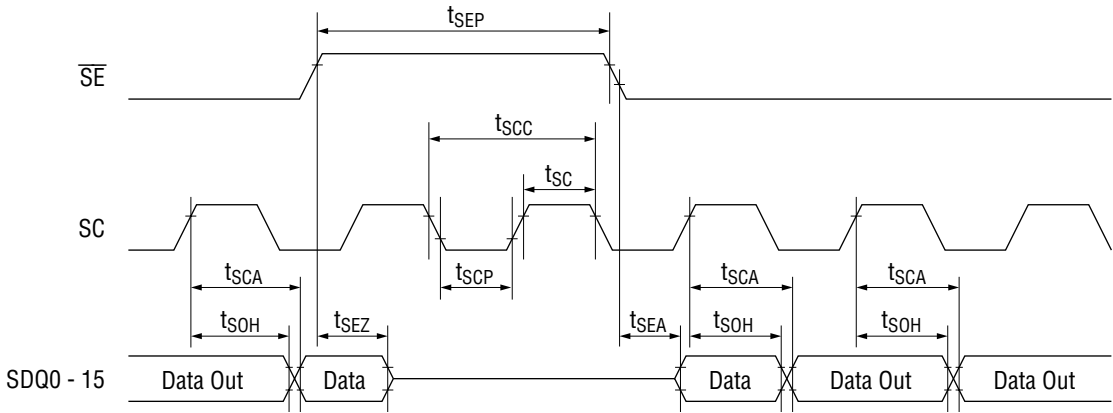 tSEP
SE
tSCC
tSC
SC
tSCA tSCP tSCA tSCA
tSOH tSEZ tSEA tSOH tSOH
SDQ0 - 15 Data Out Data Data Data Out Data Out